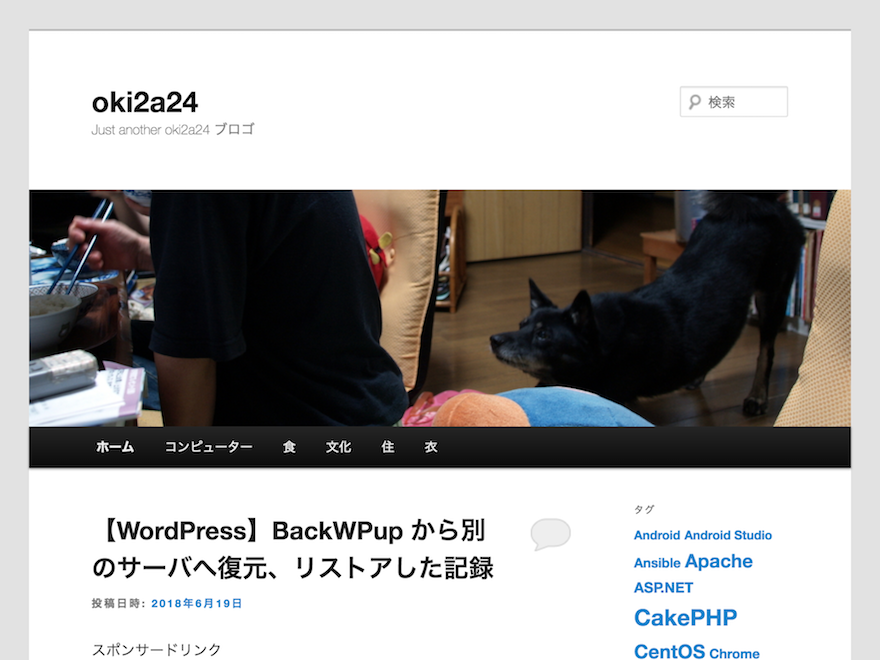 oki2a24
Just another oki2a24 ブロゴ
検索
ホーム コンピューター 食 文化 住 衣
【WordPress】BackWPup から別
のサーバへ復元、リストアした記録
投稿日時: 2018年6月19日
スポンサードリンク
タグ
Android Android Studio
Ansible Apache
ASP.NET
CakePHP
CentOS Chrome